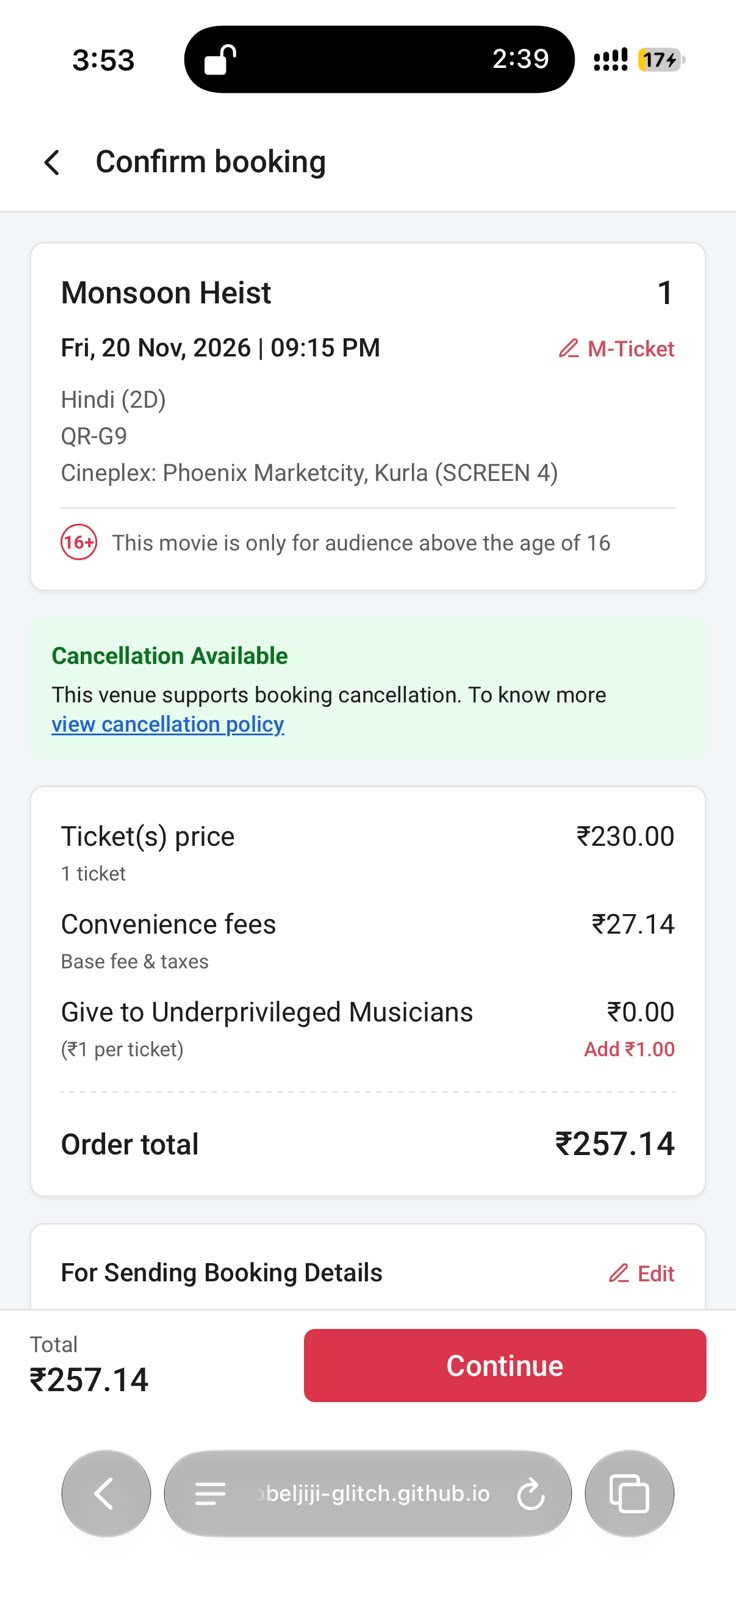 3:53
2:39
17
Confirm booking
Monsoon Heist
1
Fri, 20 Nov, 2026 | 09:15 PM
M-Ticket
Hindi (2D)
QR-G9
Cineplex: Phoenix Marketcity, Kurla (SCREEN 4)
16+ This movie is only for audience above the age of 16
Cancellation Available
This venue supports booking cancellation. To know more
view cancellation policy
Ticket(s) price
₹230.00
1 ticket
Convenience fees
₹27.14
Base fee & taxes
Give to Underprivileged Musicians
₹0.00
(₹1 per ticket)
Add ₹1.00
Order total
₹257.14
For Sending Booking Details
Edit
Total
₹257.14
Continue
beljiji-glitch.github.io